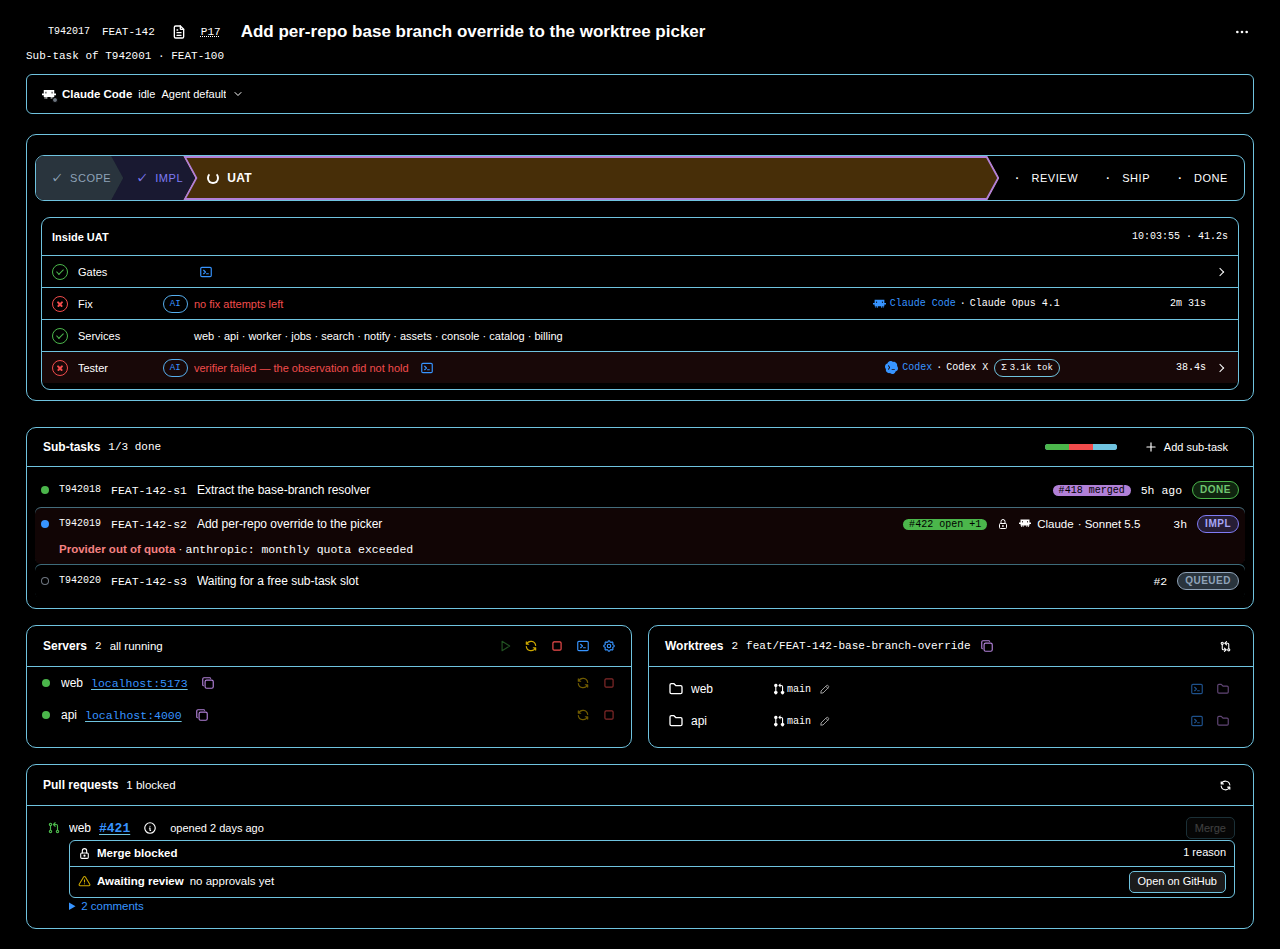 T942017 FEAT-142 P17 Add per-repo base branch override to the worktree picker
Sub-task of T942001 · FEAT-100
Claude Code idle Agent default
SCOPE IMPL UAT · REVIEW · SHIP · DONE
Inside UAT 10:03:55 · 41.2s
Gates
Fix AI no fix attempts left Claude Code · Claude Opus 4.1 2m 31s
Services web · api · worker · jobs · search · notify · assets · console · catalog · billing
Tester AI verifier failed — the observation did not hold Codex · Codex X Σ 3.1k tok 38.4s
Sub-tasks 1/3 done Add sub-task
T942018 FEAT-142-s1 Extract the base-branch resolver #418 merged 5h ago DONE
T942019 FEAT-142-s2 Add per-repo override to the picker #422 open +1 Claude · Sonnet 5.5 3h IMPL
Provider out of quota · anthropic: monthly quota exceeded
T942020 FEAT-142-s3 Waiting for a free sub-task slot #2 QUEUED
Servers 2 all running
web localhost:5173
api localhost:4000
Worktrees 2 feat/FEAT-142-base-branch-override
web main
api main
Pull requests 1 blocked
web #421 opened 2 days ago Merge
Merge blocked 1 reason
Awaiting review no approvals yet Open on GitHub
2 comments